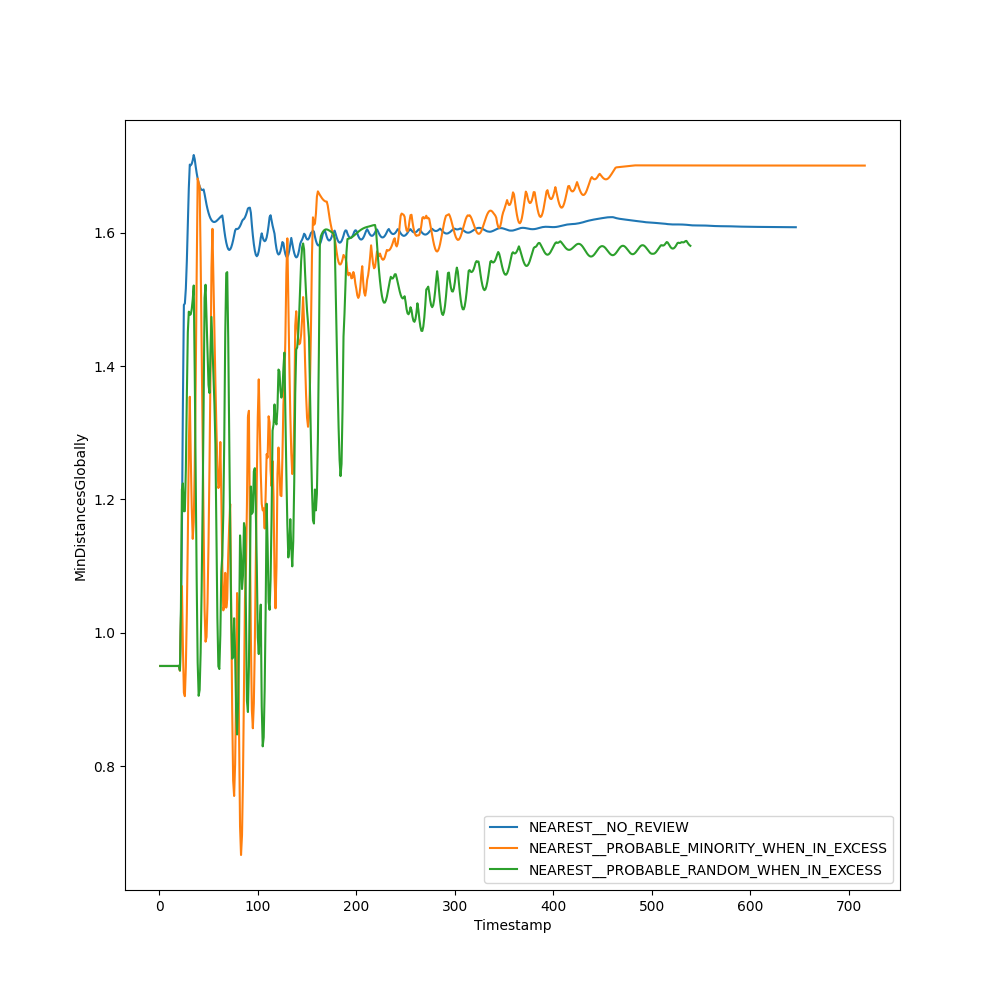 1.6
1.4
1.2
1.0
0.8
MinDistancesGlobally
NEAREST__NO_REVIEW
NEAREST__PROBABLE_MINORITY_WHEN_IN_EXCESS
NEAREST__PROBABLE_RANDOM_WHEN_IN_EXCESS
0 100 200 300 400 500 600 700
Timestamp